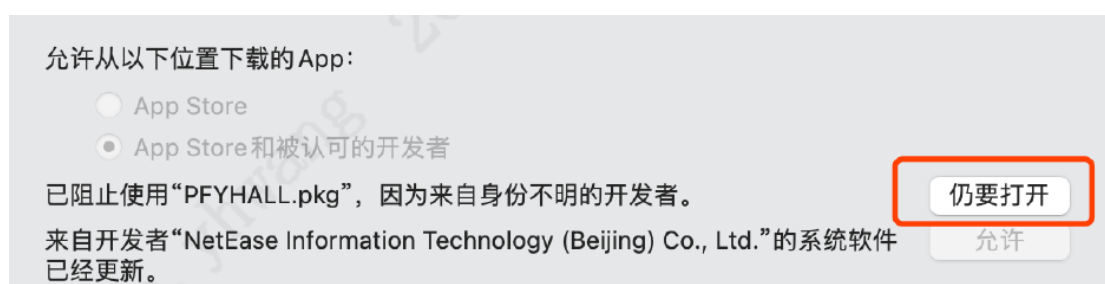 允许从以下位置下载的App：
App Store
App Store和被认可的开发者
已阻止使用“PFYHALL.pkg”，因为来自身份不明的开发者。
仍要打开
来自开发者“NetEase Information Technology (Beijing) Co., Ltd.”的系统软件
已经更新。
允许